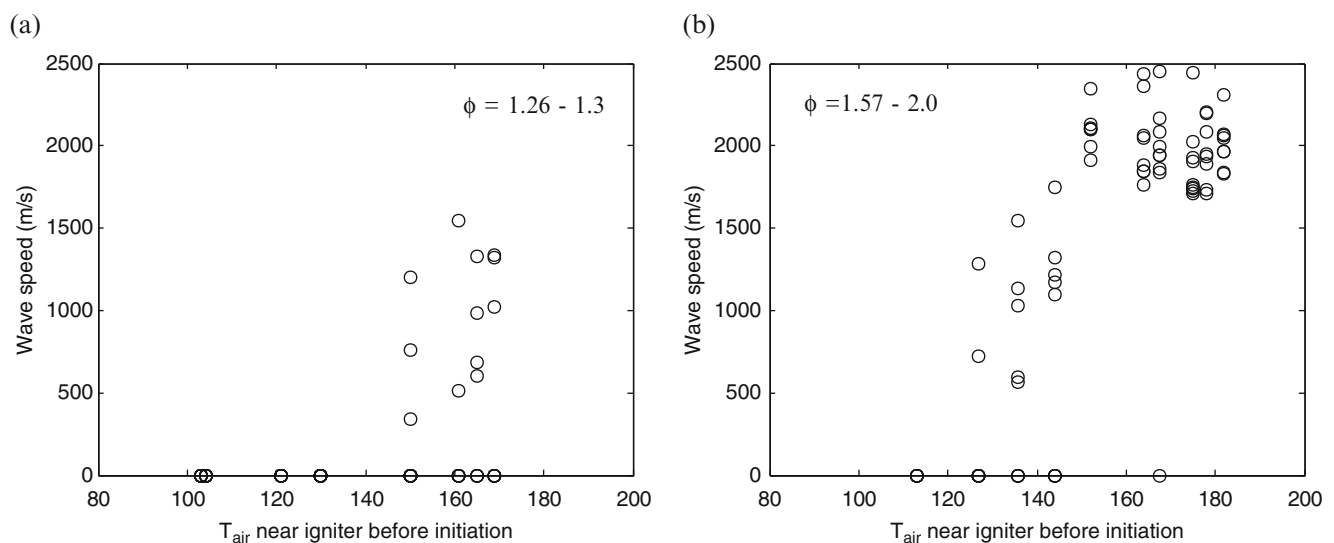 (a)
2500
2000
1500
1000
500
0
Wave speed (m/s)
ϕ = 1.26 - 1.3
80 100 120 140 160 180 200
T_air near igniter before initiation
(b)
2500
2000
1500
1000
500
0
Wave speed (m/s)
ϕ =1.57 - 2.0
80 100 120 140 160 180 200
T_air near igniter before initiation